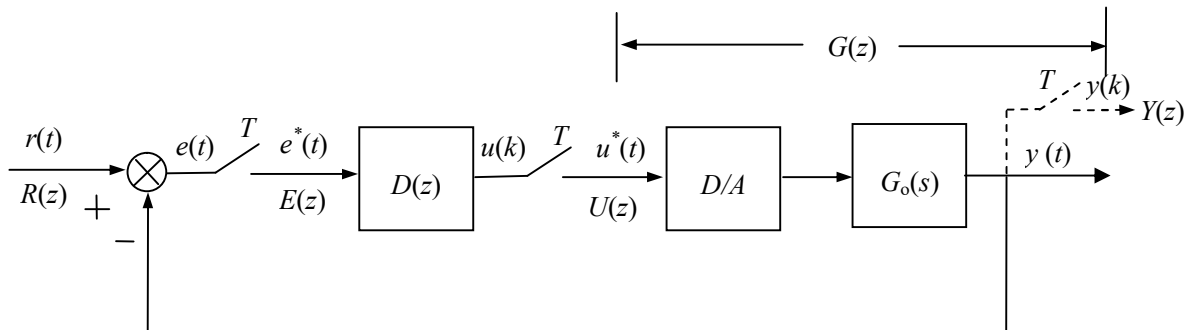 G(z)
T
y(k)
Y(z)
r(t)
R(z)
+
−
e(t)
T
e*(t)
E(z)
D(z)
u(k)
T
u*(t)
U(z)
D/A
Go(s)
y (t)